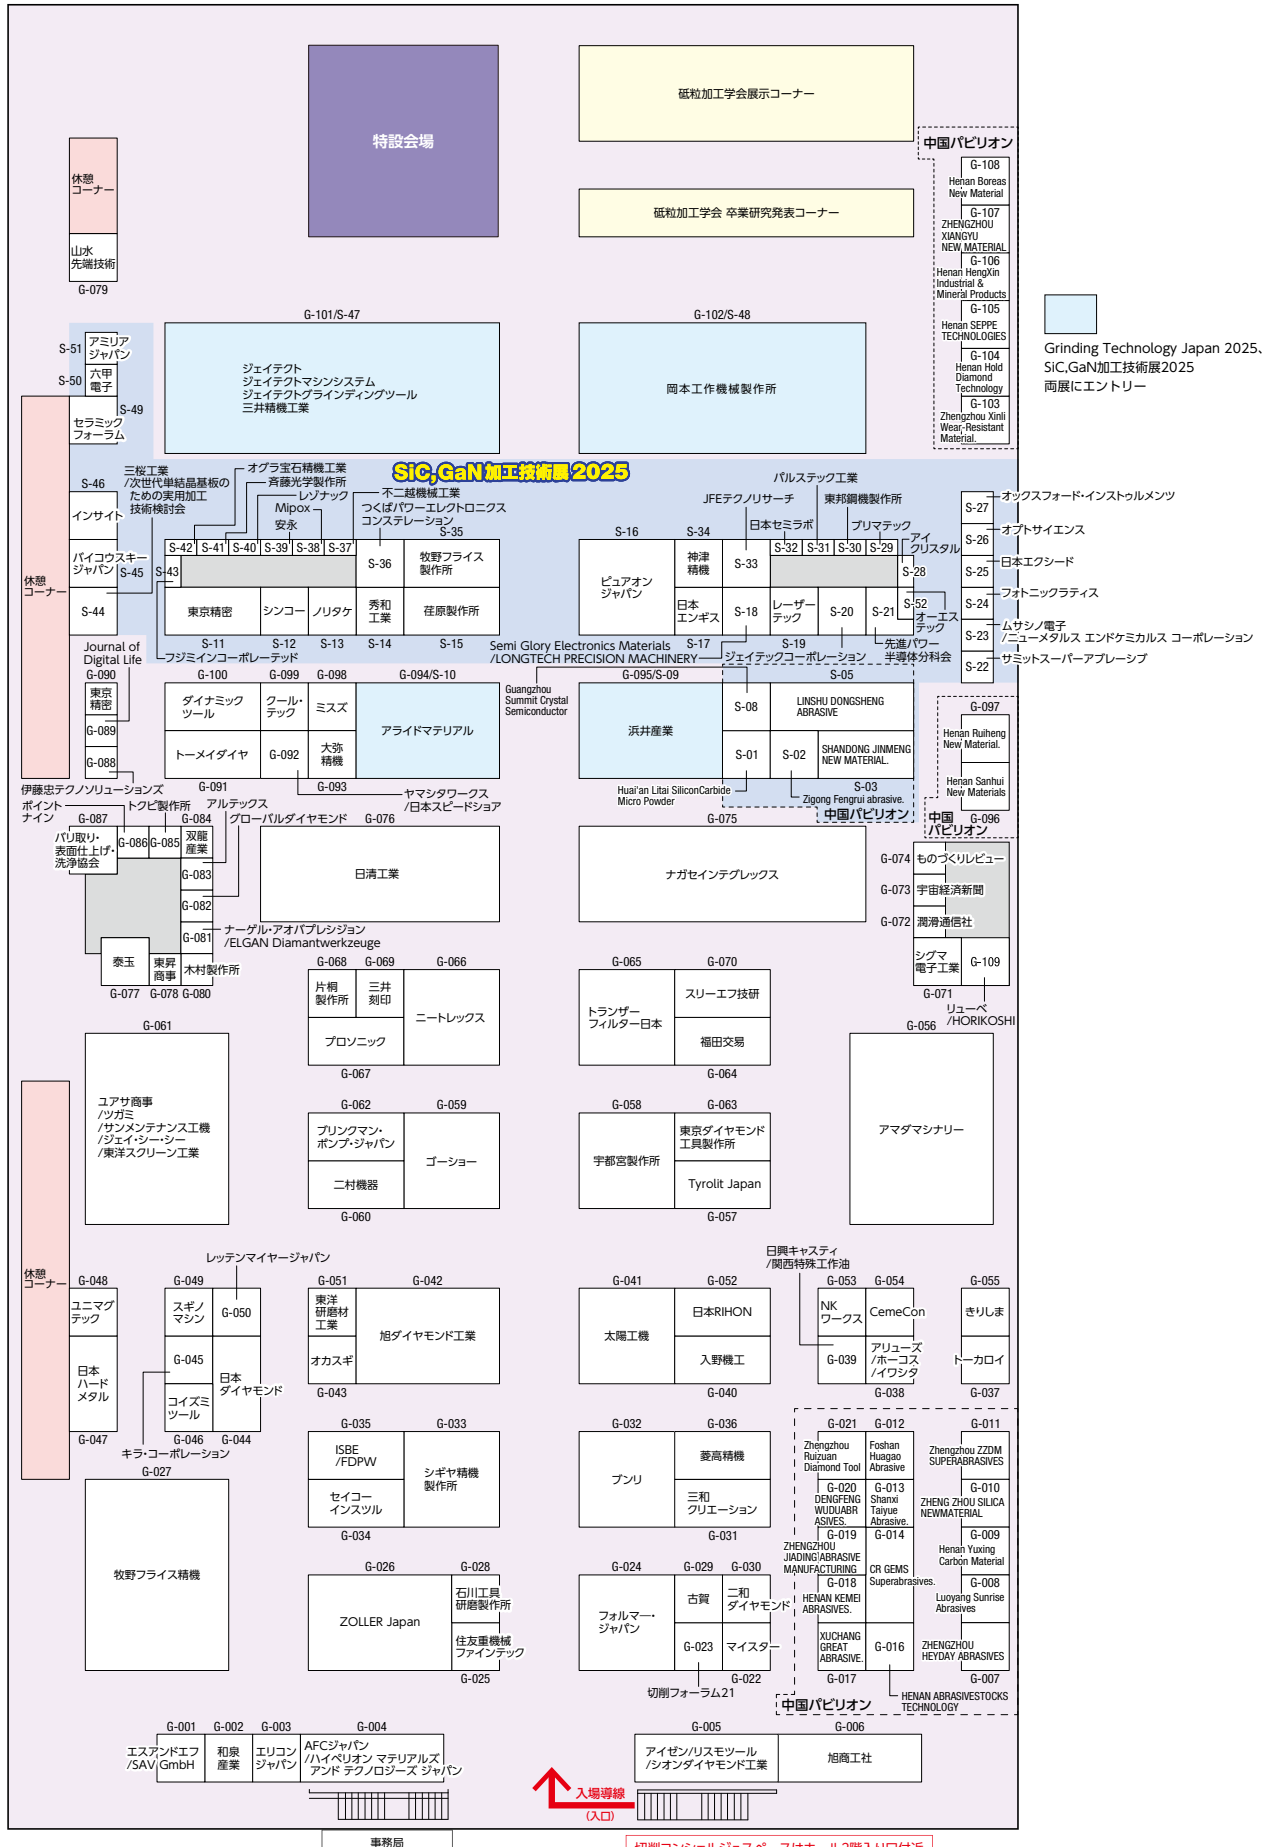 砥粒加工学会展示コーナー
特設会場
中国パビリオン
G-108
Henan Boreas
New Material
休憩
コーナー
砥粒加工学会 卒業研究発表コーナー
G-107
ZHENGZHOU
XIANGYU
NEW MATERIAL
山水
先端技術
G-079
G-106
Henan HengXin
Industrial &
Mineral Products
G-105
Henan SEPPE
TECHNOLOGIES
G-104
Henan Hold
Diamond
Technology
G-103
Zhengzhou Xinli
Wear-Resistant
Material.
Grinding Technology Japan 2025、
SiC,GaN加工技術展2025
両展にエントリー
G-101/S-47
ジェイテクト
ジェイテクトマシンシステム
ジェイテクトグラインディングツール
三井精機工業
G-102/S-48
岡本工作機械製作所
S-51
アミリア
ジャパン
S-50
六甲
電子
S-49
セラミック
フォーラム
休憩
コーナー
SiC,GaN加工技術展2025
S-46
インサイト
バイコウスキー
ジャパン
S-45
S-44
三桜工業
/次世代単結晶基板の
ための実用加工
技術検討会
オグラ宝石精機工業
斉藤光学製作所
レゾナック
Mipox
安永
不二越機械工業
つくばパワーエレクトロニクス
コンステレーション
S-42
S-41
S-40
S-39
S-38
S-37
S-43
S-36
S-35
牧野フライス
製作所
東京精密
シンコー
ノリタケ
秀和
工業
荏原製作所
S-11
S-12
S-13
S-14
S-15
フジミインコーポレーテッド
S-16
ピュアオン
ジャパン
S-34
神津
精機
日本
エンギス
S-17
JFEテクノリサーチ
パルステック工業
日本セミラボ
東邦鋼機製作所
プリマテック
アイ
クリスタル
S-33
S-32
S-31
S-30
S-29
S-28
S-52
S-18
レーザー
テック
S-20
S-21
オーエス
テック
S-19
Semi Glory Electronics Materials
/LONGTECH PRECISION MACHINERY
ジェイテックコーポレーション
先進パワー
半導体分科会
オックスフォード・インストゥルメンツ
S-27
オプトサイエンス
S-26
日本エクシード
S-25
フォトニックラティス
S-24
ムサシノ電子
/ニューメタルス エンドケミカルス コーポレーション
S-23
サミットスーパーアブレーシブ
S-22
Journal of
Digital Life
G-090
東京
精密
G-089
G-088
伊藤忠テクノソリューションズ
G-100
ダイナミック
ツール
G-099
クール・
テック
G-098
ミスズ
トーメイダイヤ
G-092
大弥
精機
G-091
G-093
ヤマシタワークス
/日本スピードショア
G-094/S-10
アライドマテリアル
Guangzhou
Summit Crystal
Semiconductor
G-095/S-09
浜井産業
S-08
S-05
LINSHU DONGSHENG
ABRASIVE
S-01
S-02
SHANDONG JINMENG
NEW MATERIAL.
S-03
Huai'an Litai SiliconCarbide
Micro Powder
Zigong Fengrui abrasive.
中国パビリオン
G-097
Henan Ruiheng
New Material.
Henan Sanhui
New Materials
G-096
中国
パビリオン
ポイント
ナイン
トクピ製作所
アルテックス
グローバルダイヤモンド
G-087
バリ取り・
表面仕上げ・
洗浄協会
G-086
G-085
G-084
双龍
産業
G-083
G-082
G-081
ナーゲル・アオバプレシジョン
/ELGAN Diamantwerkzeuge
泰玉
東昇
商事
木村製作所
G-077
G-078
G-080
G-076
日清工業
G-075
ナガセインテグレックス
G-074
ものづくりレビュー
G-073
宇宙経済新聞
G-072
潤滑通信社
シグマ
電子工業
G-109
G-071
リューベ
/HORIKOSHI
G-068
片桐
製作所
G-069
三井
刻印
G-066
ニートレックス
プロソニック
G-067
G-065
トランザー
フィルター日本
G-070
スリーエフ技研
福田交易
G-064
G-061
ユアサ商事
/ツガミ
/サンメンテナンス工機
/ジェイ・シー・シー
/東洋スクリーン工業
G-056
アマダマシナリー
G-062
ブリンクマン・
ポンプ・ジャパン
G-059
ゴーショー
二村機器
G-060
G-058
宇都宮製作所
G-063
東京ダイヤモンド
工具製作所
Tyrolit Japan
G-057
休憩
コーナー
レッテンマイヤージャパン
G-048
ユニマグ
テック
日本
ハード
メタル
G-047
G-049
スギノ
マシン
G-050
G-045
日本
ダイヤモンド
コイズミ
ツール
G-046
G-044
キラ・コーポレーション
G-051
東洋
研磨材
工業
オカスギ
G-043
G-042
旭ダイヤモンド工業
G-041
太陽工機
G-052
日本RIHON
入野機工
G-040
日興キャスティ
/関西特殊工作油
G-053
NK
ワークス
G-054
CemeCon
G-039
アリューズ
/ホーコス
/イワシタ
G-038
G-055
きりしま
トーカロイ
G-037
G-035
ISBE
/FDPW
G-033
シギヤ精機
製作所
セイコー
インスツル
G-034
G-032
ブンリ
G-036
菱高精機
三和
クリエーション
G-031
G-021
Zhengzhou
Ruizuan
Diamond Tool
G-012
Foshan
Huagao
Abrasive
G-011
Zhengzhou ZZDM
SUPERABRASIVES
G-020
DENGFENG
WUDUABR
ASIVES.
G-013
Shanxi
Taiyue
Abrasive.
G-010
ZHENG ZHOU SILICA
NEWMATERIAL
G-019
ZHENGZHOU
JIADING ABRASIVE
MANUFACTURING
G-014
CR GEMS
Superabrasives.
G-009
Henan Yuxing
Carbon Material
G-018
HENAN KEMEI
ABRASIVES.
G-008
Luoyang Sunrise
Abrasives
XUCHANG
GREAT
ABRASIVE.
G-017
G-016
HENAN ABRASIVESTOCKS
TECHNOLOGY
ZHENGZHOU
HEYDAY ABRASIVES
G-007
中国パビリオン
G-027
牧野フライス精機
G-026
ZOLLER Japan
G-028
石川工具
研磨製作所
住友重機械
ファインテック
G-025
G-024
フォルマー・
ジャパン
G-029
古賀
G-030
二和
ダイヤモンド
G-023
マイスター
G-022
切削フォーラム21
G-001
エスアンドエフ
/SAV GmbH
G-002
和泉
産業
G-003
エリコン
ジャパン
G-004
AFCジャパン
/ハイペリオン マテリアルズ
アンド テクノロジーズ ジャパン
G-005
アイゼン/リスモツール
/シオンダイヤモンド工業
G-006
旭商工社
入場導線
(入口)
事務局
切削コンシェルジュスペースはホール2階入り口付近